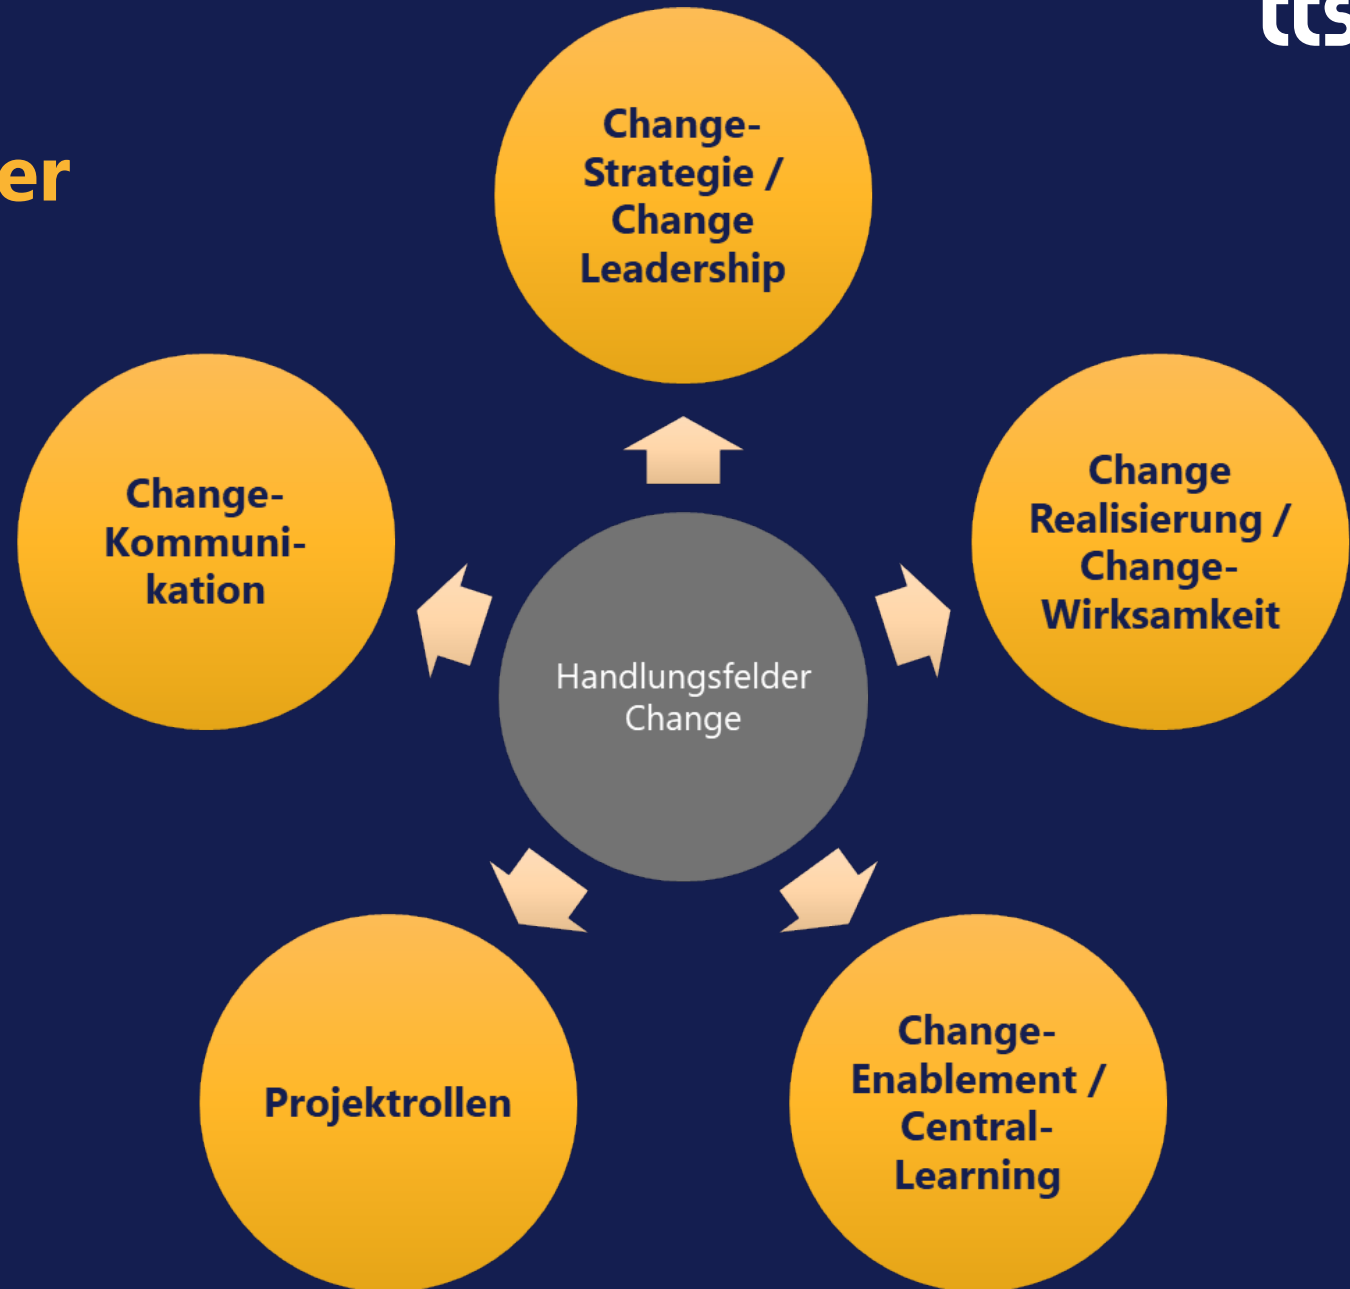 tts
er
Change-
Strategie /
Change
Leadership
Change-
Kommuni-
kation
Change
Realisierung /
Change-
Wirksamkeit
Handlungsfelder
Change
Projektrollen
Change-
Enablement /
Central-
Learning